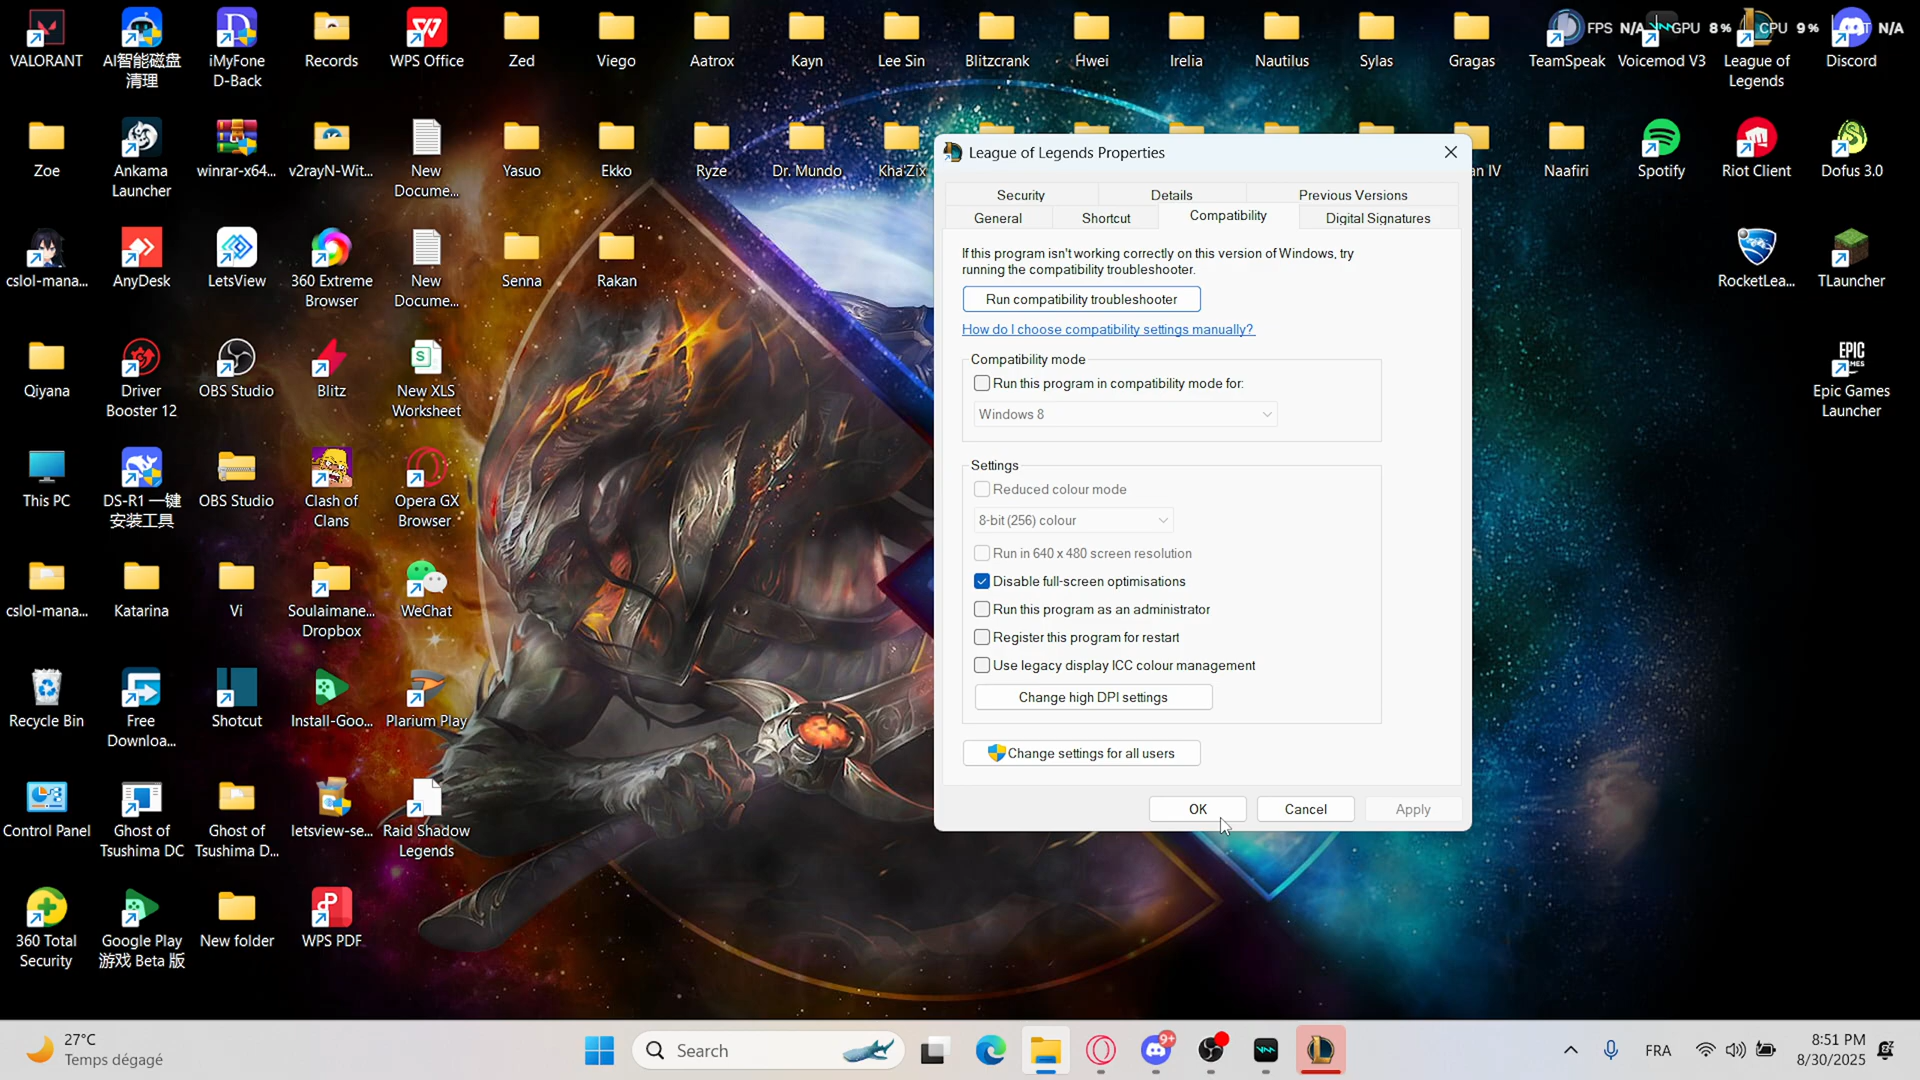 VALORANT
AI智能磁盘
清理
iMyFone
D-Back
Records
WPS Office
Zed
Viego
Aatrox
Kayn
Lee Sin
Blitzcrank
Hwei
Irelia
Nautilus
Sylas
Gragas
TeamSpeak
FPS N/A
GPU 8 %
CPU 9 %
N/A
Voicemod V3
League of
Legends
Discord
Zoe
Ankama
Launcher
winrar-x64...
v2rayN-Wit...
New
Docume...
Yasuo
Ekko
Ryze
Dr. Mundo
Kha'Zix
an IV
Naafiri
Spotify
Riot Client
Dofus 3.0
cslol-mana...
AnyDesk
LetsView
360 Extreme
Browser
New
Docume...
Senna
Rakan
RocketLea...
TLauncher
Qiyana
Driver
Booster 12
OBS Studio
Blitz
New XLS
Worksheet
EPIC
GAMES
Epic Games
Launcher
This PC
DS-R1 一键
安装工具
OBS Studio
Clash of
Clans
Opera GX
Browser
cslol-mana...
Katarina
Vi
Soulaimane...
Dropbox
WeChat
Recycle Bin
Free
Downloa...
Shotcut
Install-Goo...
Plarium Play
Control Panel
Ghost of
Tsushima DC
Ghost of
Tsushima D...
letsview-se...
Raid Shadow
Legends
360 Total
Security
Google Play
游戏 Beta 版
New folder
WPS PDF
League of Legends Properties
Security
Details
Previous Versions
General
Shortcut
Compatibility
Digital Signatures
If this program isn't working correctly on this version of Windows, try
running the compatibility troubleshooter.
Run compatibility troubleshooter
How do I choose compatibility settings manually?
Compatibility mode
Run this program in compatibility mode for:
Windows 8
Settings
Reduced colour mode
8-bit (256) colour
Run in 640 x 480 screen resolution
Disable full-screen optimisations
Run this program as an administrator
Register this program for restart
Use legacy display ICC colour management
Change high DPI settings
Change settings for all users
OK
Cancel
Apply
27°C
Temps dégagé
Search
9+
FRA
8:51 PM
8/30/2025